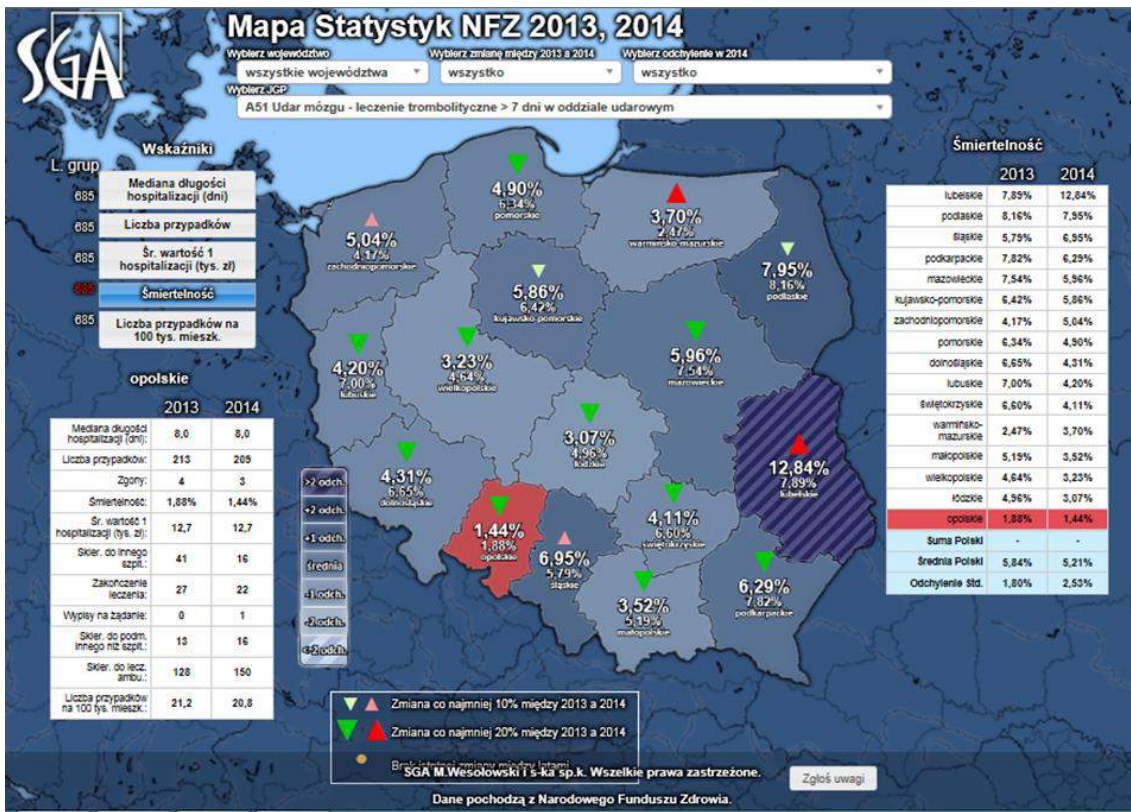 SGA
Mapa Statystyk NFZ 2013, 2014
Wybierz województwo
Wybierz zmianę między 2013 a 2014
Wybierz odchylenie w 2014
wszystkie województwa
wszystko
wszystko
Wybierz JGP
A51 Udar mózgu - leczenie trombolityczne > 7 dni w oddziale udarowym
Wskaźniki
L. grup
685
Mediana długości
hospitalizacji (dni)
685
Liczba przypadków
685
Śr. wartość 1
hospitalizacji (tys. zł)
685
Śmiertelność
685
Liczba przypadków na
100 tys. mieszk.
opolskie
2013 2014
Mediana długości
hospitalizacji (dni): 8,0 8,0
Liczba przypadków: 213 209
Zgony: 4 3
Śmiertelność: 1,88% 1,44%
Śr. wartość 1
hospitalizacji (tys. zł): 12,7 12,7
Skier. do innego
szpit.: 41 16
Zakończenie
leczenia: 27 22
Wypisy na żądanie: 0 1
Skier. do podm.
innego niż szpit.: 13 16
Skier. do lecz.
ambu.: 128 150
Liczba przypadków
na 100 tys. mieszk.: 21,2 20,8
4,90%
6,34%
pomorskie
3,70%
2,47%
warmińsko-mazurskie
5,04%
4,17%
zachodniopomorskie
7,95%
8,16%
podlaskie
5,86%
6,42%
kujawsko-pomorskie
4,20%
7,00%
lubuskie
3,23%
4,64%
wielkopolskie
5,96%
7,54%
mazowieckie
3,07%
4,96%
łódzkie
12,84%
7,89%
lubelskie
4,31%
6,65%
dolnośląskie
1,44%
1,88%
opolskie
6,95%
5,79%
śląskie
4,11%
6,60%
świętokrzyskie
3,52%
5,19%
małopolskie
6,29%
7,82%
podkarpackie
>2 odch.
+2 odch.
+1 odch.
średnia
-1 odch.
-2 odch.
<-2 odch.
Zmiana co najmniej 10% między 2013 a 2014
Zmiana co najmniej 20% między 2013 a 2014
Brak istotnej zmiany między latami
Śmiertelność
2013 2014
lubelskie 7,89% 12,84%
podlaskie 8,16% 7,95%
śląskie 5,79% 6,95%
podkarpackie 7,82% 6,29%
mazowieckie 7,54% 5,96%
kujawsko-pomorskie 6,42% 5,86%
zachodniopomorskie 4,17% 5,04%
pomorskie 6,34% 4,90%
dolnośląskie 6,65% 4,31%
lubuskie 7,00% 4,20%
świętokrzyskie 6,60% 4,11%
warmińsko-
mazurskie 2,47% 3,70%
małopolskie 5,19% 3,52%
wielkopolskie 4,64% 3,23%
łódzkie 4,96% 3,07%
opolskie 1,88% 1,44%
Suma Polski - -
Średnia Polski 5,84% 5,21%
Odchylenie Std. 1,80% 2,53%
SGA M.Wesołowski i s-ka sp.k. Wszelkie prawa zastrzeżone.
Zgłoś uwagi
Dane pochodzą z Narodowego Funduszu Zdrowia.